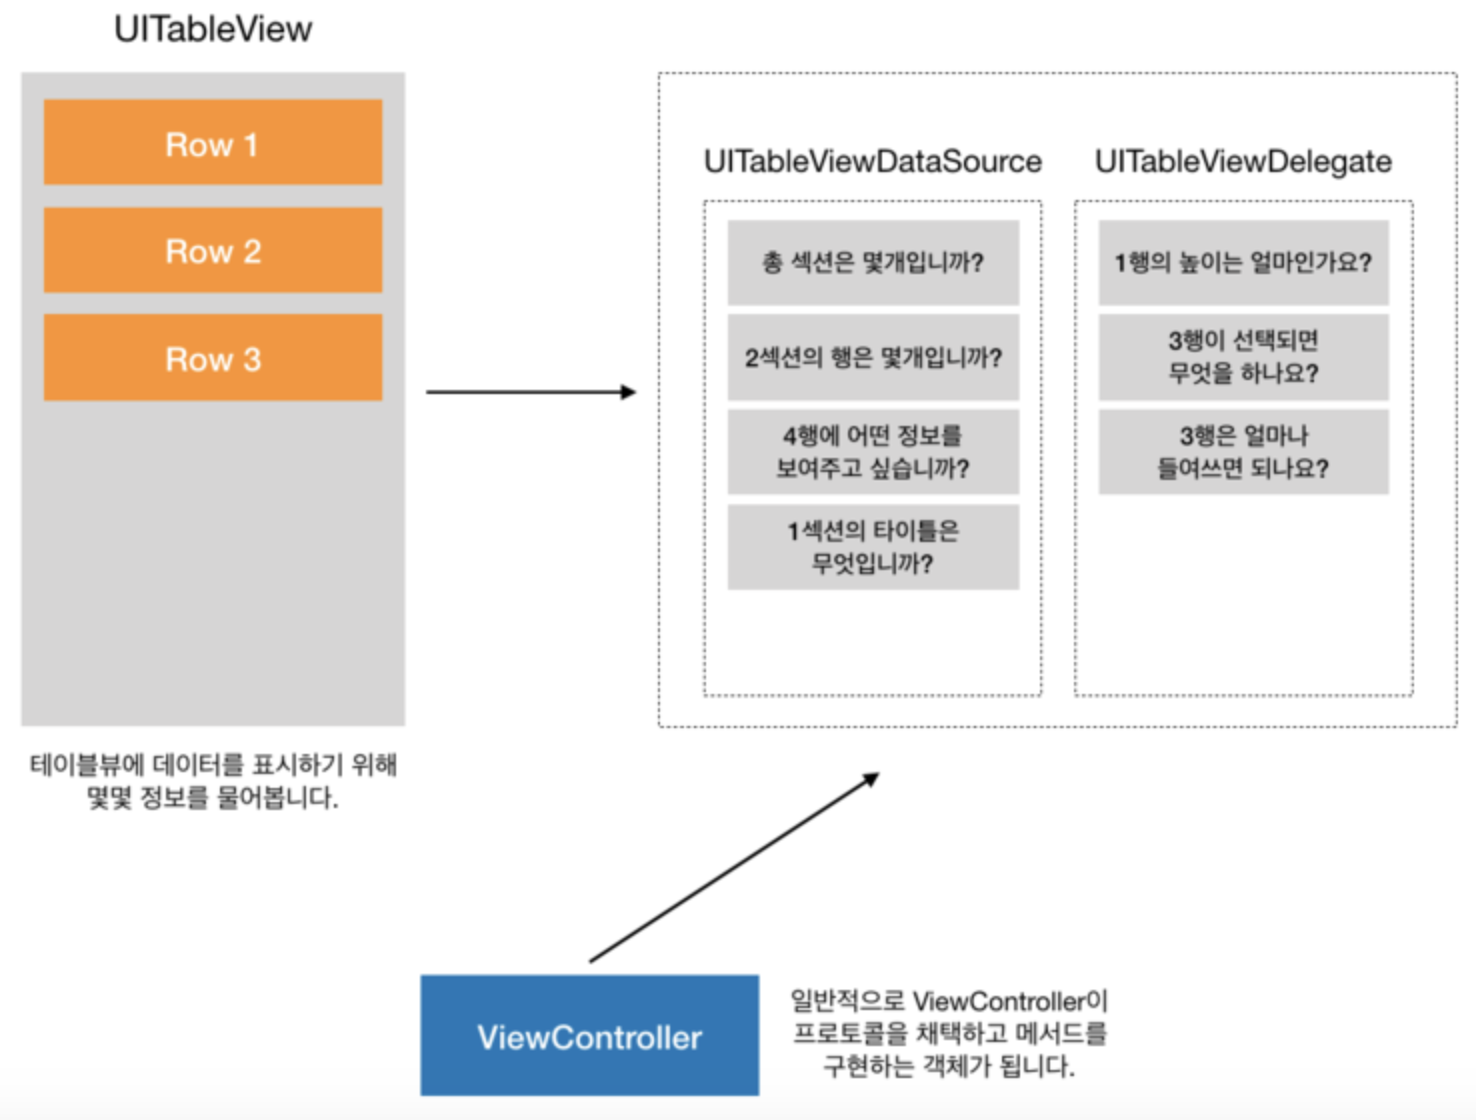 UITableView
Row 1
Row 2
Row 3
테이블뷰에 데이터를 표시하기 위해
몇몇 정보를 물어봅니다.
UITableViewDataSource
총 섹션은 몇개입니까?
2섹션의 행은 몇개입니까?
4행에 어떤 정보를
보여주고 싶습니까?
1섹션의 타이틀은
무엇입니까?
UITableViewDelegate
1행의 높이는 얼마인가요?
3행이 선택되면
무엇을 하나요?
3행은 얼마나
들여쓰면 되나요?
ViewController
일반적으로 ViewController이
프로토콜을 채택하고 메서드를
구현하는 객체가 됩니다.